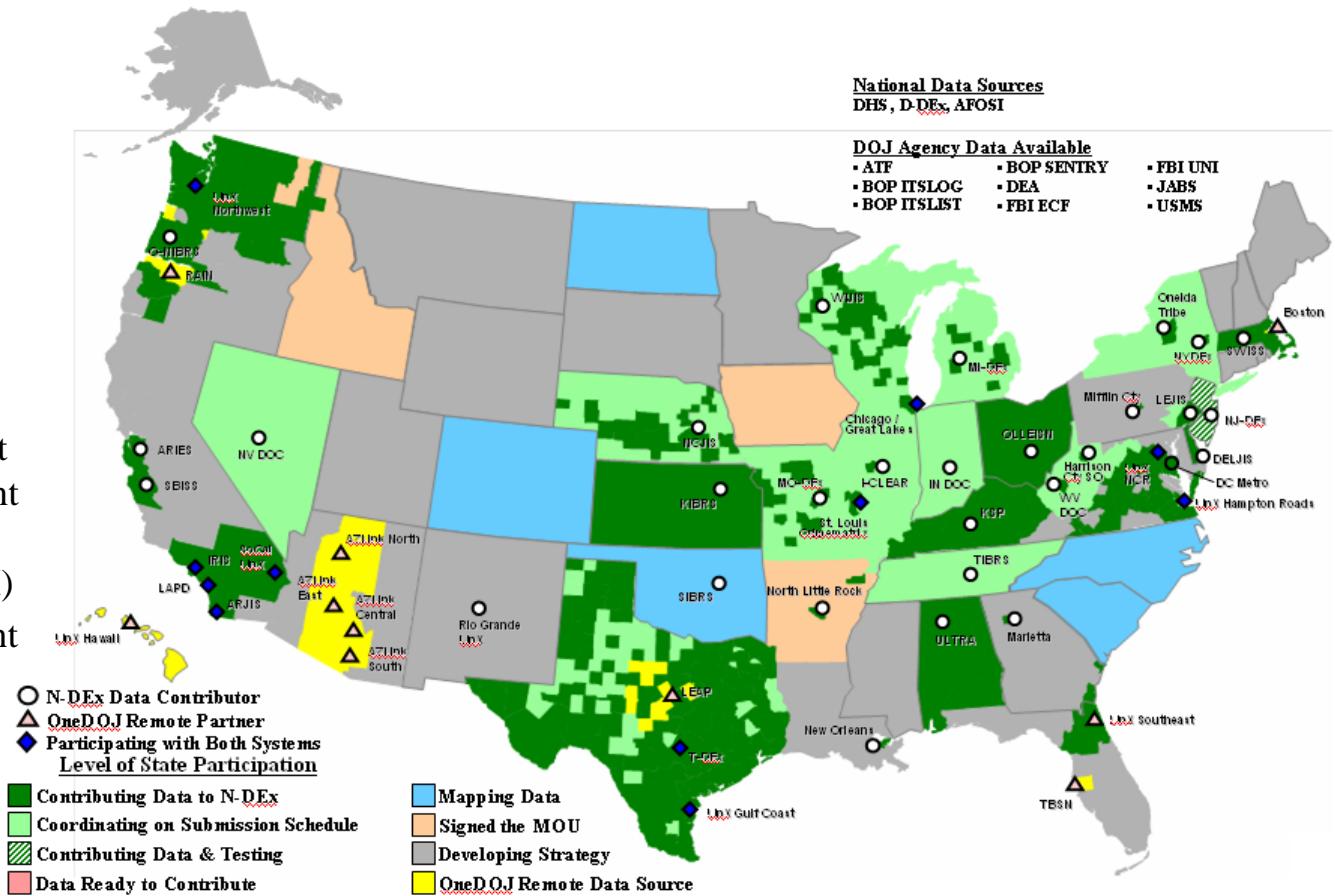 National Data Sources
DHS, D-DEx, AFOSI
DOJ Agency Data Available
▪ ATF
▪ BOP SENTRY
▪ FBI UNI
▪ BOP ITSLOG
▪ DEA
▪ JABS
▪ BOP ITSLIST
▪ FBI ECF
▪ USMS
LInX
Northwest
O-NIBRS
RAIN
ARIES
SBISS
NV DOC
IRIS
SoCal
LInX
LAPD
ARJIS
LInX Hawaii
AZLink North
AZLink
East
AZLink
Central
AZLink
South
Rio Grande
LInX
NCJIS
KIBRS
SIBRS
LEAP
T-DEx
LInX Gulf Coast
WIJIS
MI-DEx
Chicago /
Great Lakes
MO-DEx
I-CLEAR
St. Louis
IN DOC
OLLEISN
KSP
TIBRS
North Little Rock
New Orleans
ULTRA
Marietta
LInX Southeast
TBSN
Oneida
Tribe
NYDEx
SWISS
Boston
Mifflin Cty
LEJIS
NJ-DEx
DELJIS
DC Metro
LInX
NCR
LInX Hampton Roads
Harrison
Cty SO
WV
DOC
t
nt
)
nt
N-DEx Data Contributor
OneDOJ Remote Partner
Participating with Both Systems
Level of State Participation
Contributing Data to N-DEx
Coordinating on Submission Schedule
Contributing Data & Testing
Data Ready to Contribute
Mapping Data
Signed the MOU
Developing Strategy
OneDOJ Remote Data Source